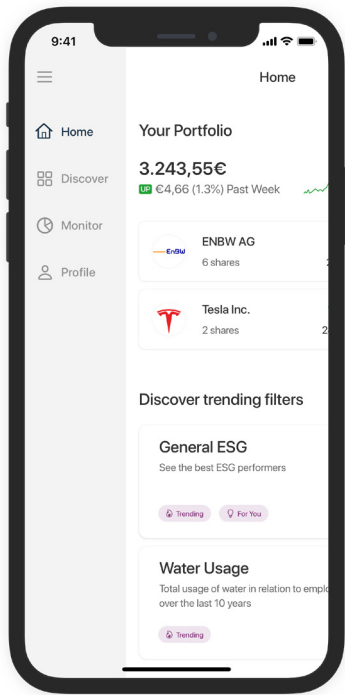 9:41
Home
Home
Discover
Monitor
Profile
Your Portfolio
3.243,55€
UP €4,66 (1.3%) Past Week
EnBW
ENBW AG
6 shares
Tesla Inc.
2 shares
2
Discover trending filters
General ESG
See the best ESG performers
Trending For You
Water Usage
Total usage of water in relation to emplo
over the last 10 years
Trending